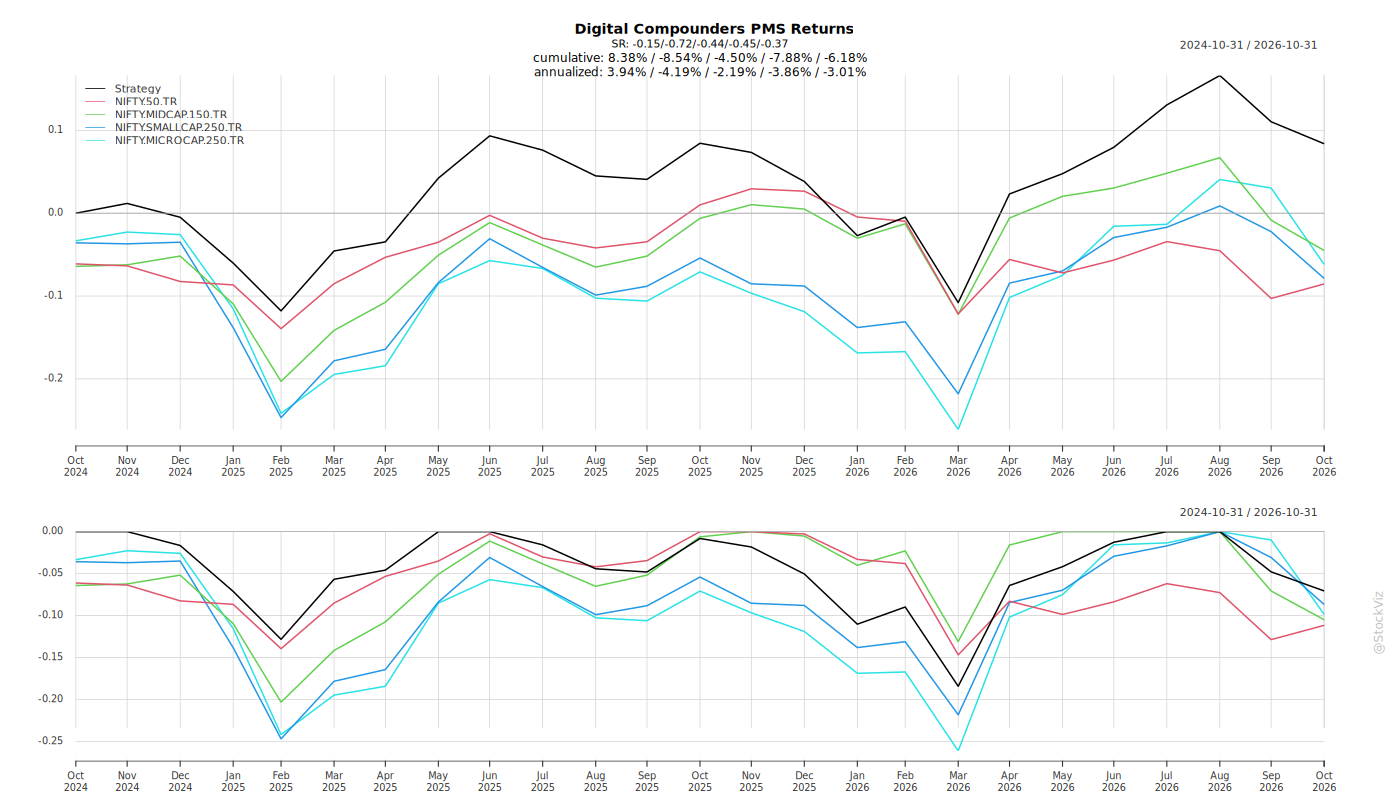 Digital Compounders PMS Returns
SR: -0.15/-0.72/-0.44/-0.45/-0.37
cumulative: 8.38% / -8.54% / -4.50% / -7.88% / -6.18%
annualized: 3.94% / -4.19% / -2.19% / -3.86% / -3.01%
2024-10-31 / 2026-10-31
Strategy
NIFTY.50.TR
NIFTY.MIDCAP.150.TR
NIFTY.SMALLCAP.250.TR
NIFTY.MICROCAP.250.TR
0.1
0.0
-0.1
-0.2
Oct Nov Dec Jan Feb Mar Apr May Jun Jul Aug Sep Oct Nov Dec Jan Feb Mar Apr May Jun Jul Aug Sep Oct
2024 2024 2024 2025 2025 2025 2025 2025 2025 2025 2025 2025 2025 2025 2025 2026 2026 2026 2026 2026 2026 2026 2026 2026 2026
2024-10-31 / 2026-10-31
0.00
-0.05
-0.10
-0.15
-0.20
-0.25
Oct Nov Dec Jan Feb Mar Apr May Jun Jul Aug Sep Oct Nov Dec Jan Feb Mar Apr May Jun Jul Aug Sep Oct
2024 2024 2024 2025 2025 2025 2025 2025 2025 2025 2025 2025 2025 2025 2025 2026 2026 2026 2026 2026 2026 2026 2026 2026 2026
@StockViz